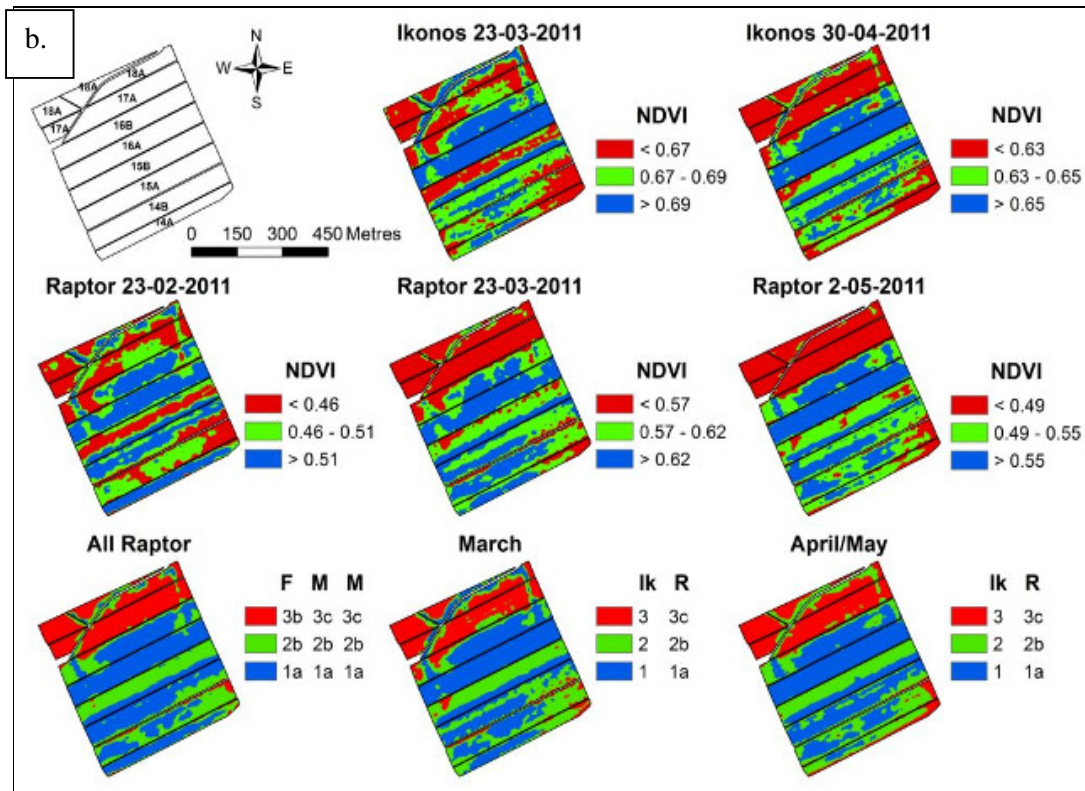 b.
N
W E
S
18A
18A
17A
18A
17A
16B
16A
15B
15A
14B
14A
0 150 300 450 Metres
Ikonos 23-03-2011
NDVI
< 0.67
0.67 - 0.69
> 0.69
Ikonos 30-04-2011
NDVI
< 0.63
0.63 - 0.65
> 0.65
Raptor 23-02-2011
NDVI
< 0.46
0.46 - 0.51
> 0.51
Raptor 23-03-2011
NDVI
< 0.57
0.57 - 0.62
> 0.62
Raptor 2-05-2011
NDVI
< 0.49
0.49 - 0.55
> 0.55
All Raptor
F M M
3b 3c 3c
2b 2b 2b
1a 1a 1a
March
Ik R
3 3c
2 2b
1 1a
April/May
Ik R
3 3c
2 2b
1 1a